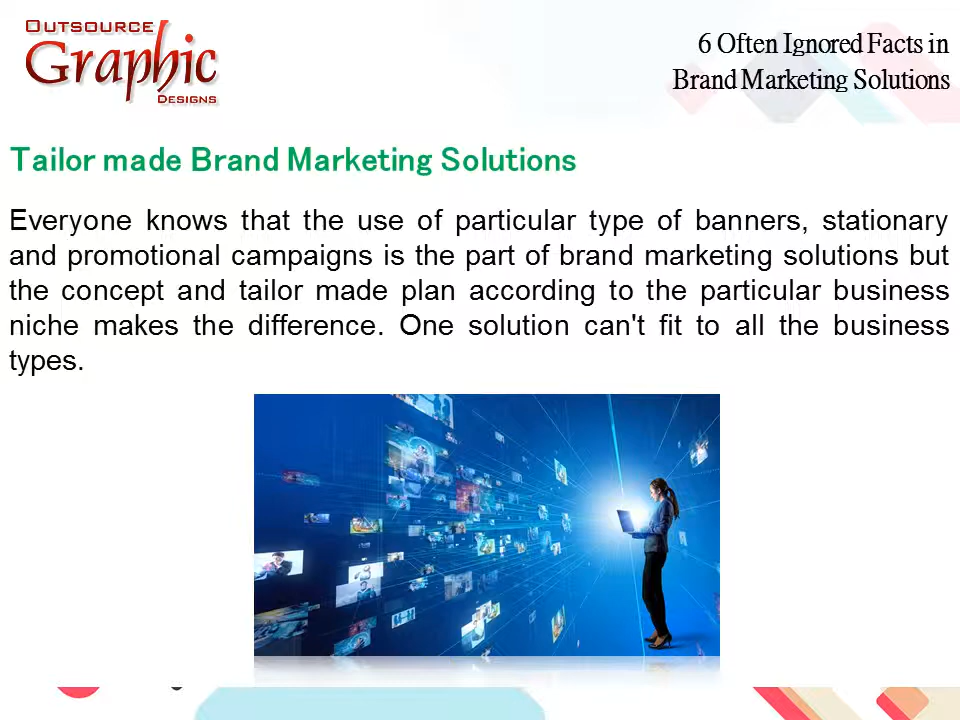 OUTSOURCE
Graphic
DESIGNS
6 Often Ignored Facts in
Brand Marketing Solutions
Tailor made Brand Marketing Solutions
Everyone knows that the use of particular type of banners, stationary
and promotional campaigns is the part of brand marketing solutions but
the concept and tailor made plan according to the particular business
niche makes the difference. One solution can't fit to all the business
types.